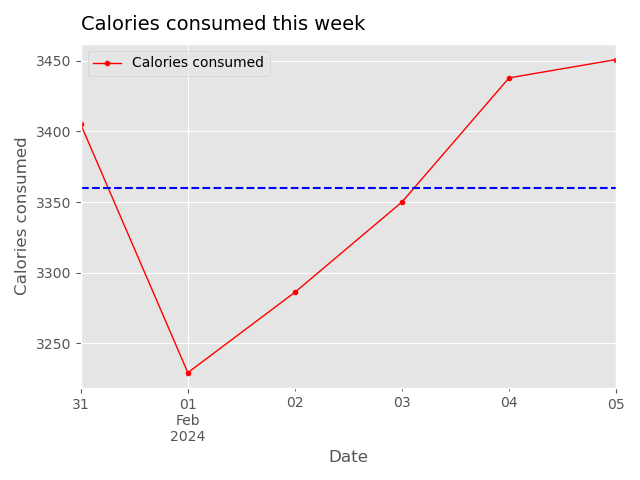 Calories consumed this week
Calories consumed
3450
3400
3350
3300
3250
Calories consumed
31
01
Feb
2024
02
03
04
05
Date